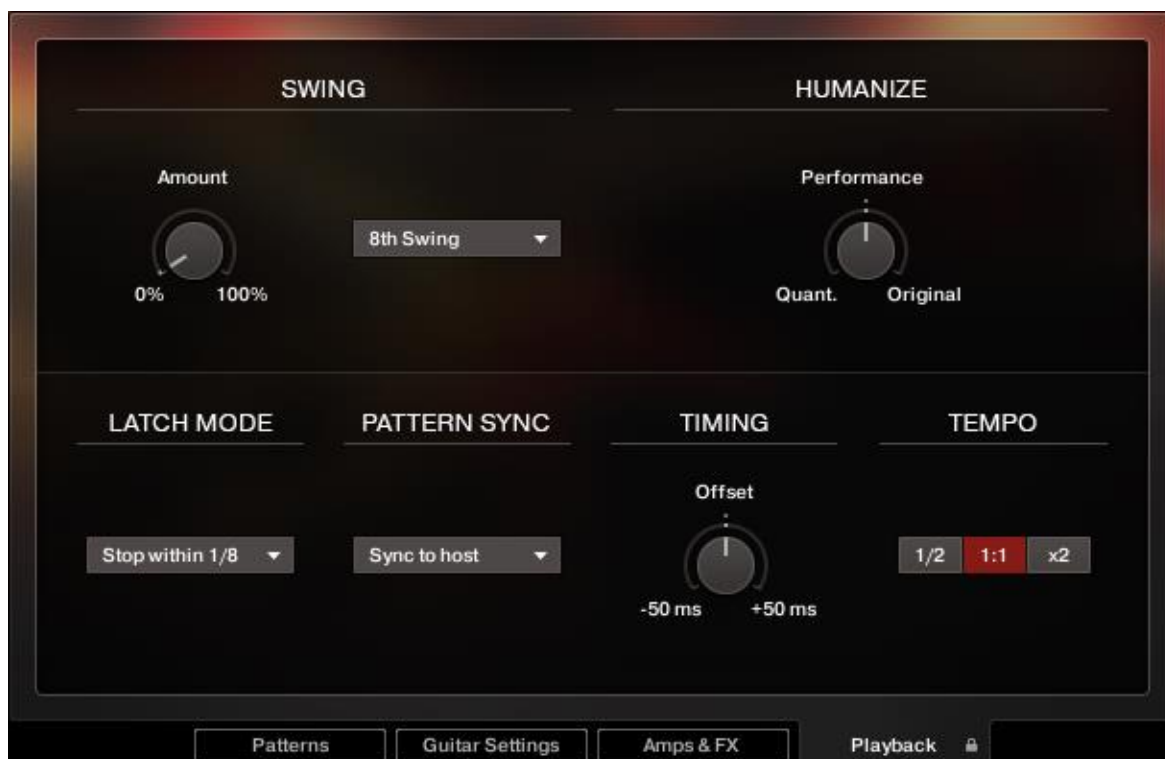 SWING
HUMANIZE
Amount
Performance
8th Swing
0% 100%
Quant. Original
LATCH MODE
PATTERN SYNC
TIMING
TEMPO
Offset
Stop within 1/8
Sync to host
1/2 1:1 x2
-50 ms +50 ms
Patterns
Guitar Settings
Amps & FX
Playback